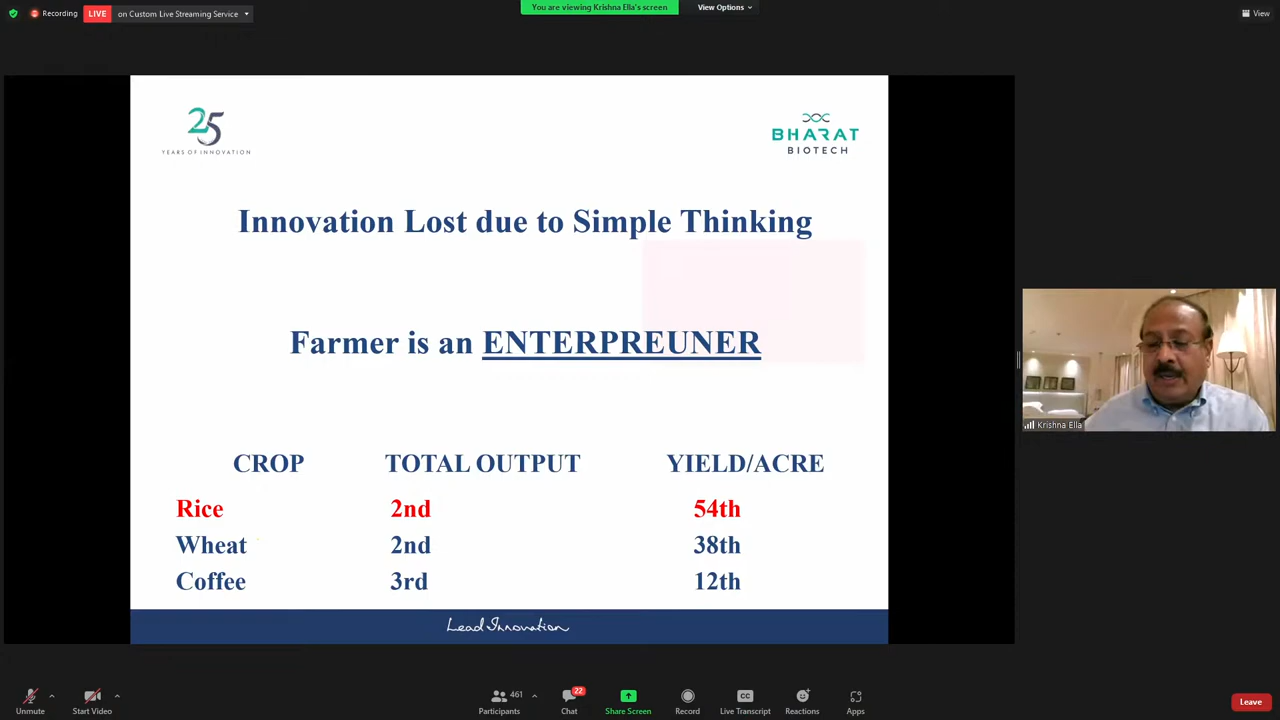 Recording
LIVE
on Custom Live Streaming Service
You are viewing Krishna Ella's screen
View Options
View
25
YEARS OF INNOVATION
BHARAT
BIOTECH
Innovation Lost due to Simple Thinking
Farmer is an ENTERPREUNER
CROP TOTAL OUTPUT YIELD/ACRE
Rice 2nd 54th
Wheat 2nd 38th
Coffee 3rd 12th
Lead Innovation
Krishna Ella
461
22
CC
Unmute
Start Video
Participants
Chat
Share Screen
Record
Live Transcript
Reactions
Apps
Leave